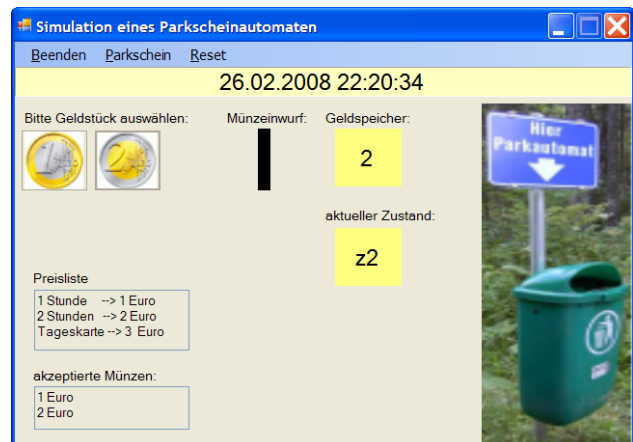 Simulation eines Parkscheinautomaten
Beenden Parkschein Reset
26.02.2008 22:20:34
Bitte Geldstück auswählen: Münzeinwurf: Geldspeicher:
1 2 2
aktueller Zustand:
z2
Preisliste
1 Stunde --> 1 Euro
2 Stunden --> 2 Euro
Tageskarte --> 3 Euro
akzeptierte Münzen:
1 Euro
2 Euro
Hier
Parkautomat